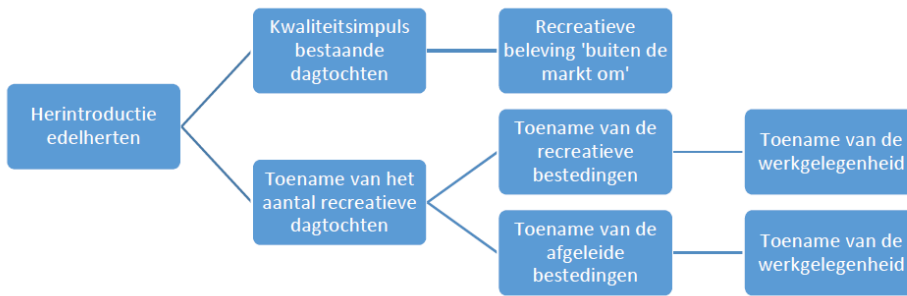 Herintroductie
edelherten
Kwaliteitsimpuls
bestaande
dagtochten
Recreatieve
beleving 'buiten de
markt om'
Toename van het
aantal recreatieve
dagtochten
Toename van de
recreatieve
bestedingen
Toename van de
werkgelegenheid
Toename van de
afgeleide
bestedingen
Toename van de
werkgelegenheid